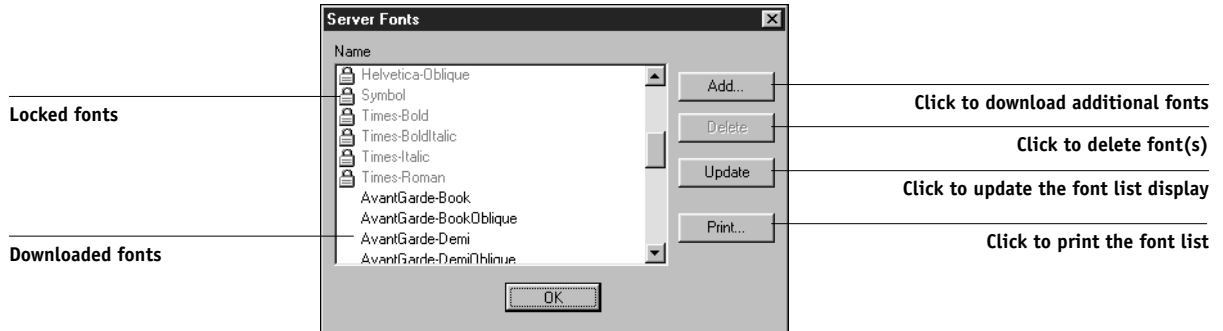 Server Fonts
Name
Helvetica-Oblique
Symbol
Times-Bold
Times-BoldItalic
Times-Italic
Times-Roman
AvantGarde-Book
AvantGarde-BookOblique
AvantGarde-Demi
AvantGarde-DemiOblique
Add...
Delete
Update
Print...
OK
Locked fonts
Downloaded fonts
Click to download additional fonts
Click to delete font(s)
Click to update the font list display
Click to print the font list